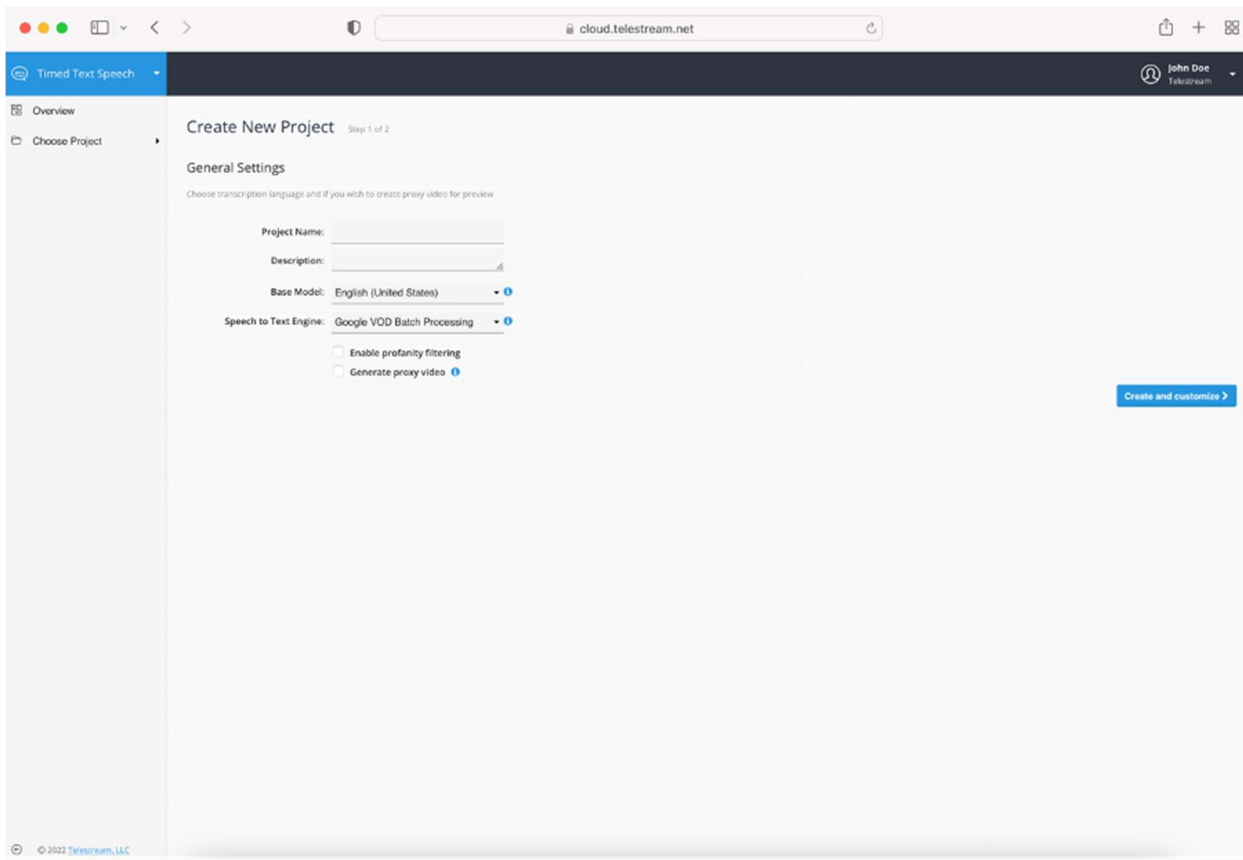 cloud.telestream.net
Timed Text Speech
John Doe
Telestream
Overview
Choose Project
Create New Project Step 1 of 2
General Settings
Choose transcription language and if you wish to create proxy video for preview
Project Name:
Description:
Base Model: English (United States)
Speech to Text Engine: Google VOD Batch Processing
Enable profanity filtering
Generate proxy video
Create and customize
© 2022 Telestream, LLC